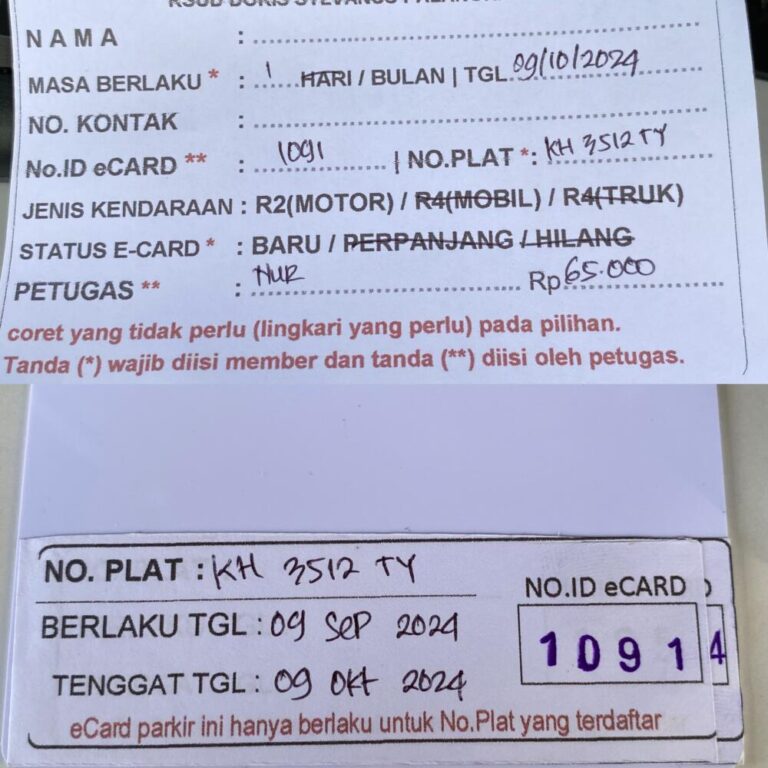 N A M A :
MASA BERLAKU * : 1 HARI / BULAN | TGL 09/10/2024
NO. KONTAK :
No.ID eCARD ** : 1091 | NO.PLAT *: KH 3512 TY
JENIS KENDARAAN : R2(MOTOR) / R4(MOBIL) / R4(TRUK)
STATUS E-CARD * : BARU / PERPANJANG / HILANG
PETUGAS ** : NUR Rp 65.000
coret yang tidak perlu (lingkari yang perlu) pada pilihan.
Tanda (*) wajib diisi member dan tanda (**) diisi oleh petugas.
NO. PLAT : KH 3512 TY
NO.ID eCARD
BERLAKU TGL : 09 SEP 2024
1091 4
TENGGAT TGL : 09 OKT 2024
eCard parkir ini hanya berlaku untuk No.Plat yang terdaftar